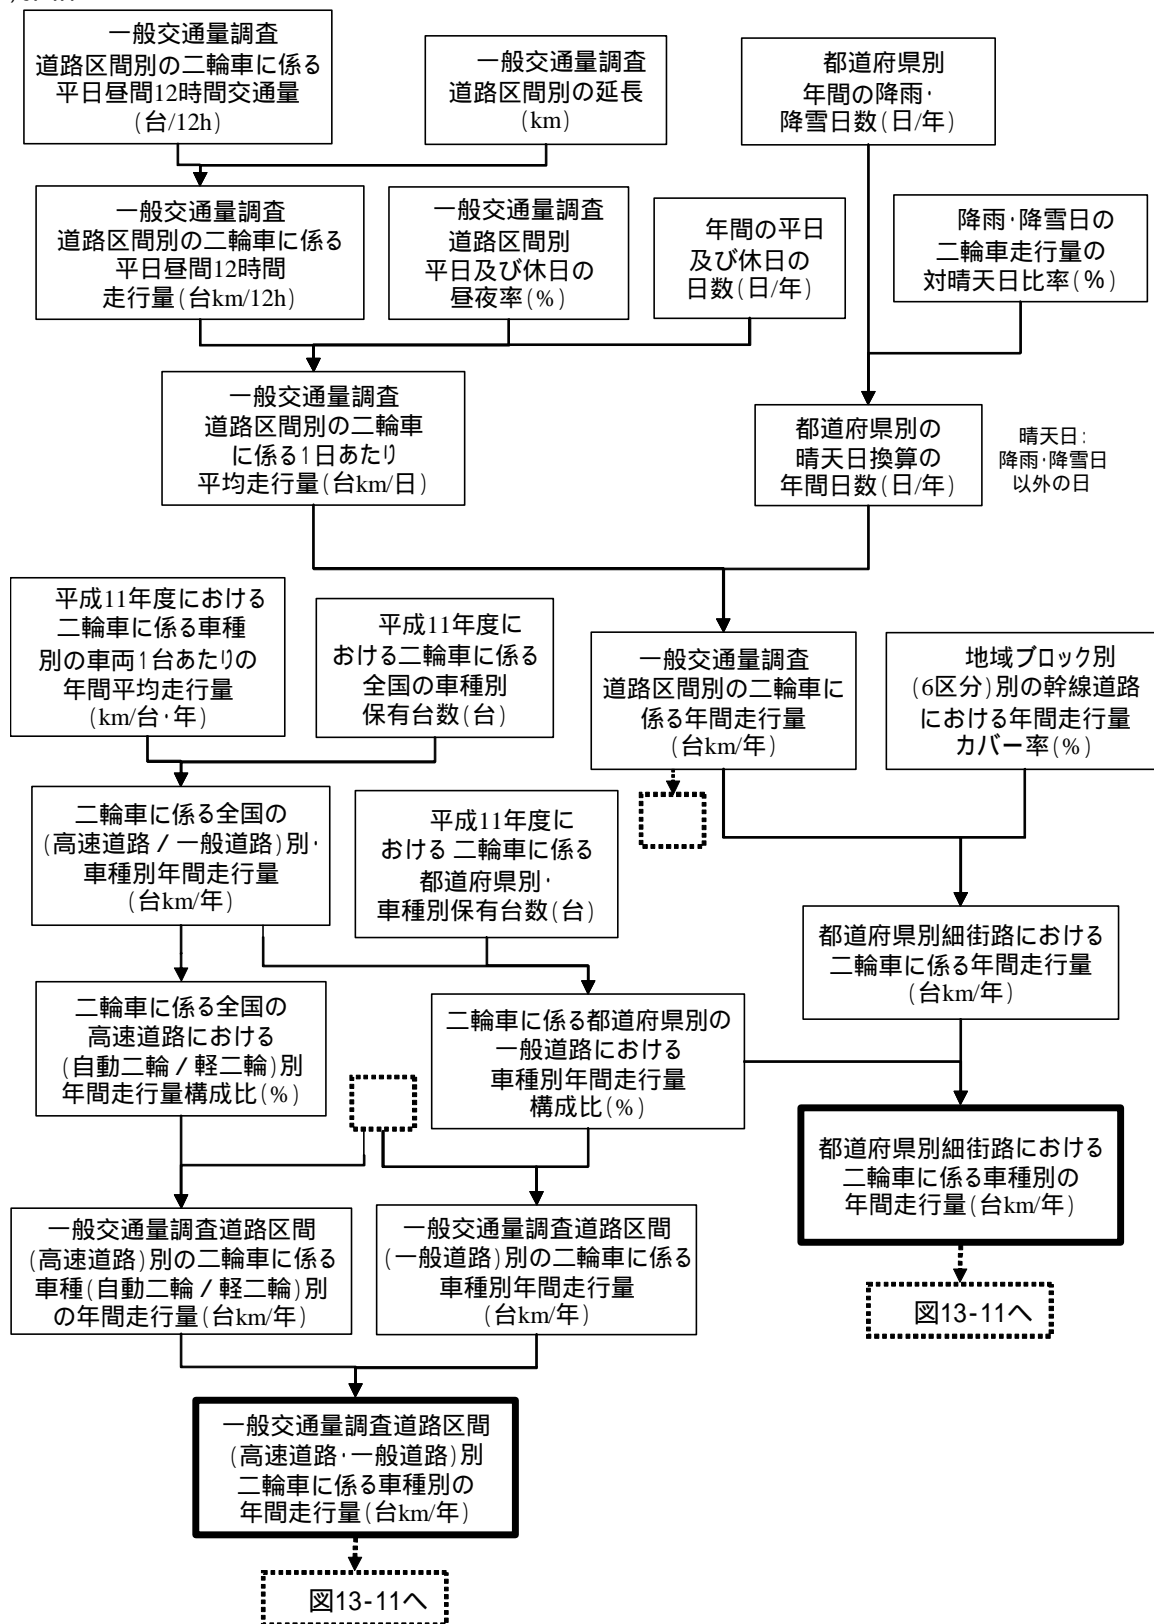 一般交通量調査
道路区間別の二輪車に係る
平日昼間12時間交通量
(台/12h)
一般交通量調査
道路区間別の延長
(km)
都道府県別
年間の降雨・
降雪日数(日/年)
一般交通量調査
道路区間別の二輪車に係る
平日昼間12時間
走行量(台km/12h)
一般交通量調査
道路区間別
平日及び休日の
昼夜率(%)
年間の平日
及び休日の
日数(日/年)
降雨・降雪日の
二輪車走行量の
対晴天日比率(%)
一般交通量調査
道路区間別の二輪車
に係る1日あたり
平均走行量(台km/日)
都道府県別の
晴天日換算の
年間日数(日/年)
晴天日:
降雨・降雪日
以外の日
平成11年度における
二輪車に係る車種
別の車両1台あたりの
年間平均走行量
(km/台・年)
平成11年度に
おける二輪車に係る
全国の車種別
保有台数(台)
一般交通量調査
道路区間別の二輪車に
係る年間走行量
(台km/年)
地域ブロック別
(6区分)別の幹線道路
における年間走行量
カバー率(%)
二輪車に係る全国の
(高速道路/一般道路)別・
車種別年間走行量
(台km/年)
平成11年度に
おける 二輪車に係る
都道府県別・
車種別保有台数(台)
都道府県別細街路における
二輪車に係る年間走行量
(台km/年)
二輪車に係る全国の
高速道路における
(自動二輪/軽二輪)別
年間走行量構成比(%)
二輪車に係る都道府県別の
一般道路における
車種別年間走行量
構成比(%)
都道府県別細街路における
二輪車に係る車種別の
年間走行量(台km/年)
一般交通量調査道路区間
(高速道路)別の二輪車に係る
車種(自動二輪/軽二輪)別
の年間走行量(台km/年)
一般交通量調査道路区間
(一般道路)別の二輪車に係る
車種別年間走行量
(台km/年)
図13-11へ
一般交通量調査道路区間
(高速道路・一般道路)別
二輪車に係る車種別の
年間走行量(台km/年)
図13-11へ